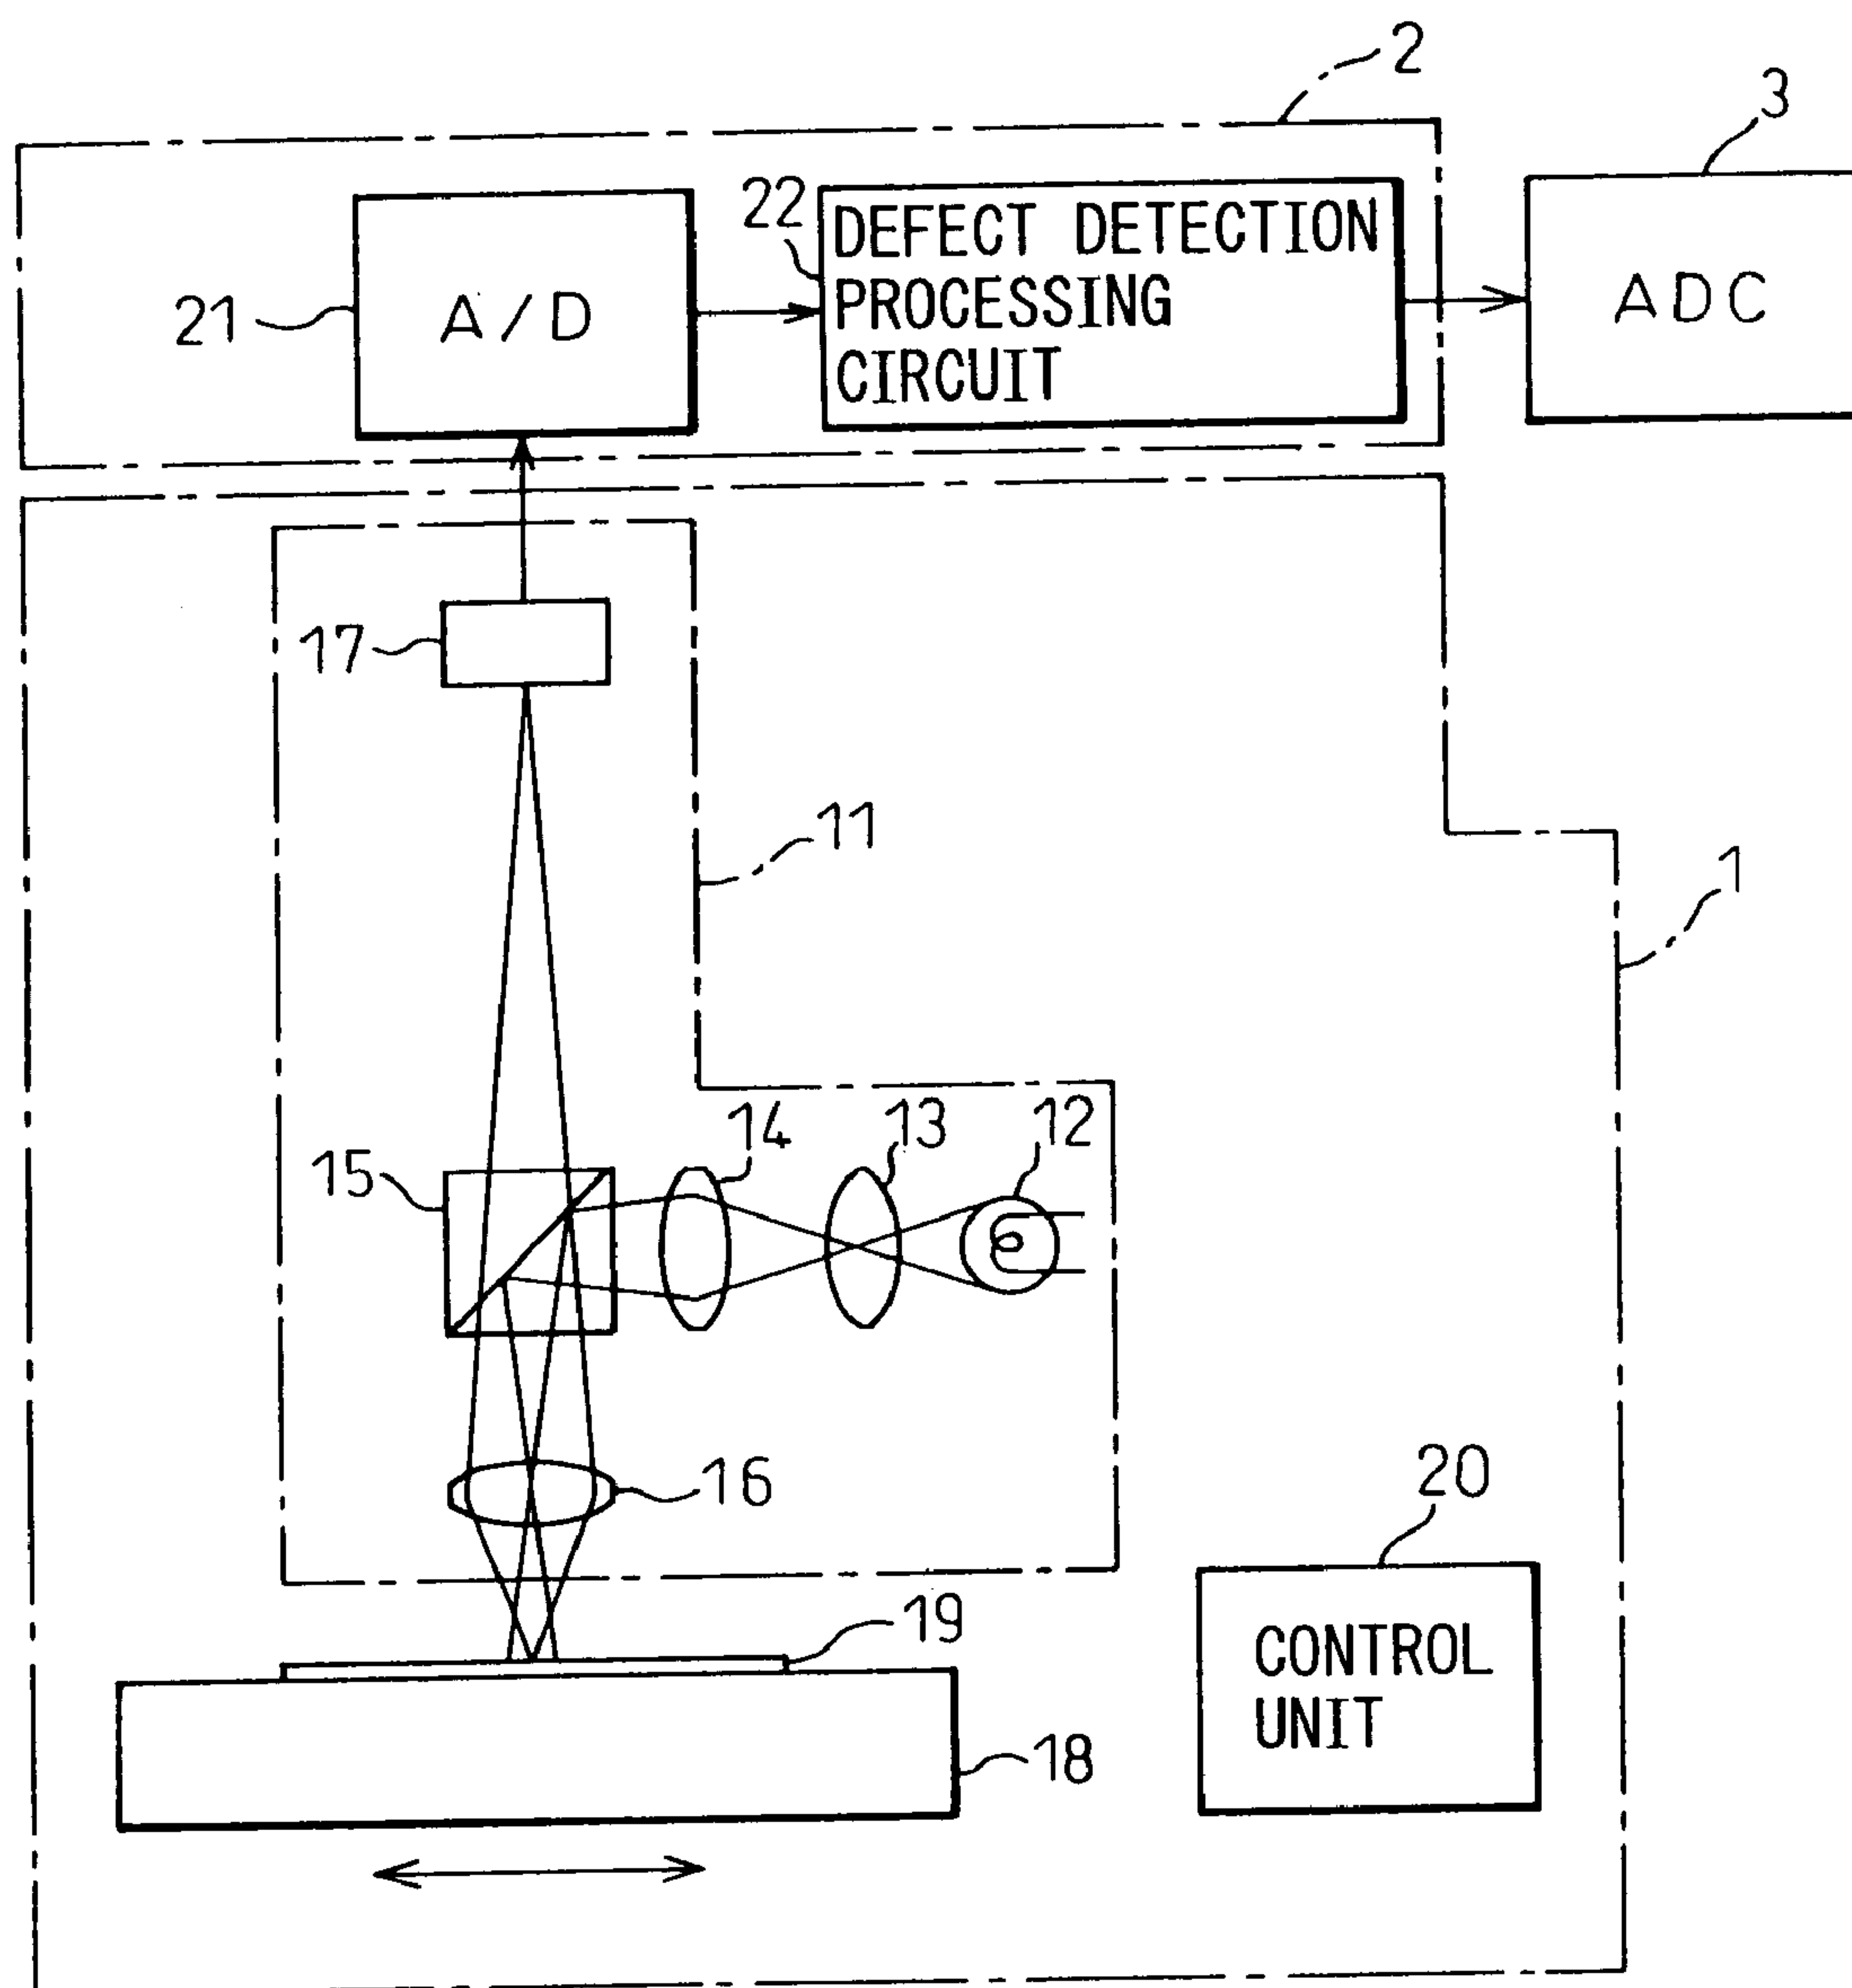 2
3
22
DEFECT DETECTION
PROCESSING
CIRCUIT
21
A/D
ADC
17
11
1
14
13
12
15
16
20
19
CONTROL
UNIT
18